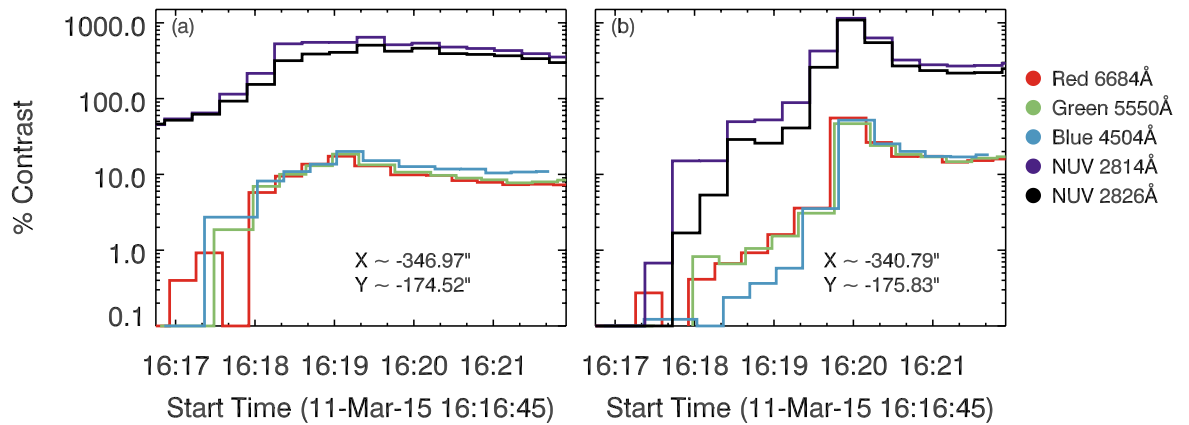 (a)
(b)
1000.0
100.0
10.0
1.0
0.1
% Contrast
X ~ -346.97"
Y ~ -174.52"
X ~ -340.79"
Y ~ -175.83"
Red 6684Å
Green 5550Å
Blue 4504Å
NUV 2814Å
NUV 2826Å
16:17 16:18 16:19 16:20 16:21
16:17 16:18 16:19 16:20 16:21
Start Time (11-Mar-15 16:16:45)
Start Time (11-Mar-15 16:16:45)